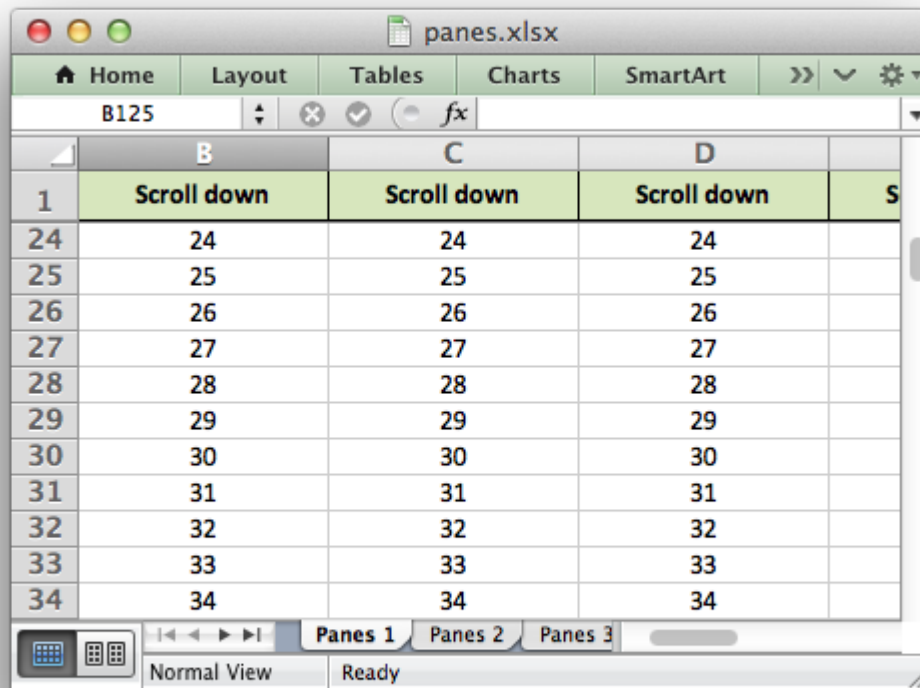 panes.xlsx
Home Layout Tables Charts SmartArt
B125 fx
B C D
1 Scroll down Scroll down Scroll down S
24 24 24 24
25 25 25 25
26 26 26 26
27 27 27 27
28 28 28 28
29 29 29 29
30 30 30 30
31 31 31 31
32 32 32 32
33 33 33 33
34 34 34 34
Panes 1 Panes 2 Panes 3
Normal View Ready